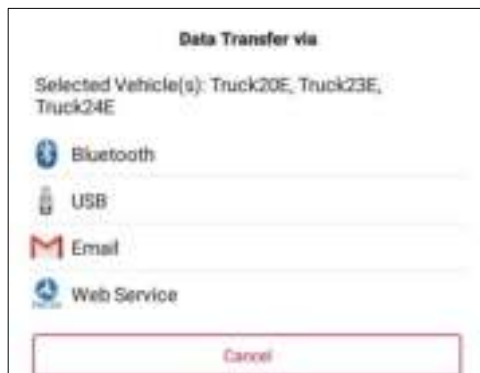 Data Transfer via
Selected Vehicle(s): Truck20E, Truck23E,
Truck24E
Bluetooth
USB
Email
Web Service
Cancel